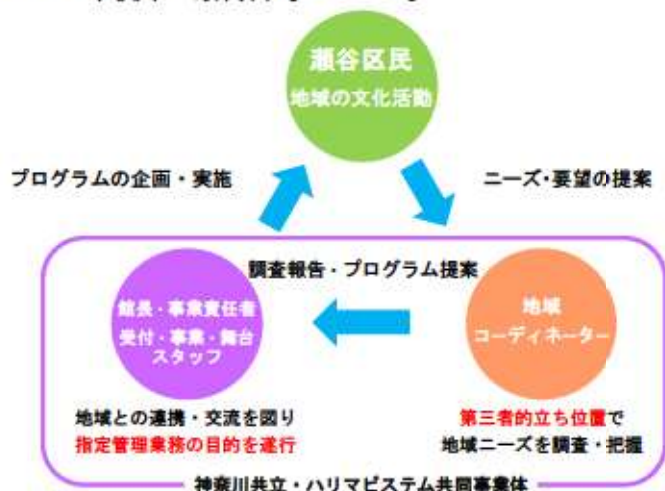 瀬谷区民
地域の文化活動
プログラムの企画・実施
ニーズ・要望の提案
調査報告・プログラム提案
館長・事業責任者
受付・事業・舞台
スタッフ
地域
コーディネーター
地域との連携・交流を図り
指定管理業務の目的を遂行
第三者的立ち位置で
地域ニーズを調査・把握
神奈川共立・ハリマビステム共同事業体